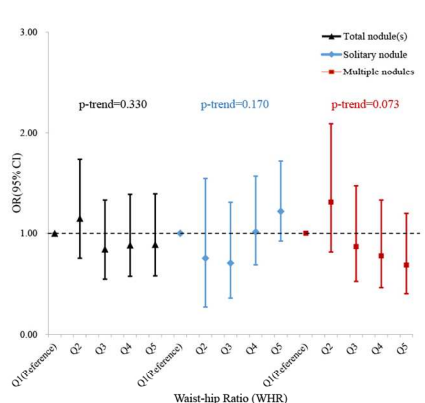 3.00
2.00
1.00
0.00
OR(95% CI)
Total nodule(s)
Solitary nodule
Multiple nodules
p-trend=0.330
p-trend=0.170
p-trend=0.073
Q1(Reference)
Q2
Q3
Q4
Q5
Q1(Reference)
Q2
Q3
Q4
Q5
Q1(Reference)
Q2
Q3
Q4
Q5
Waist-hip Ratio (WHR)